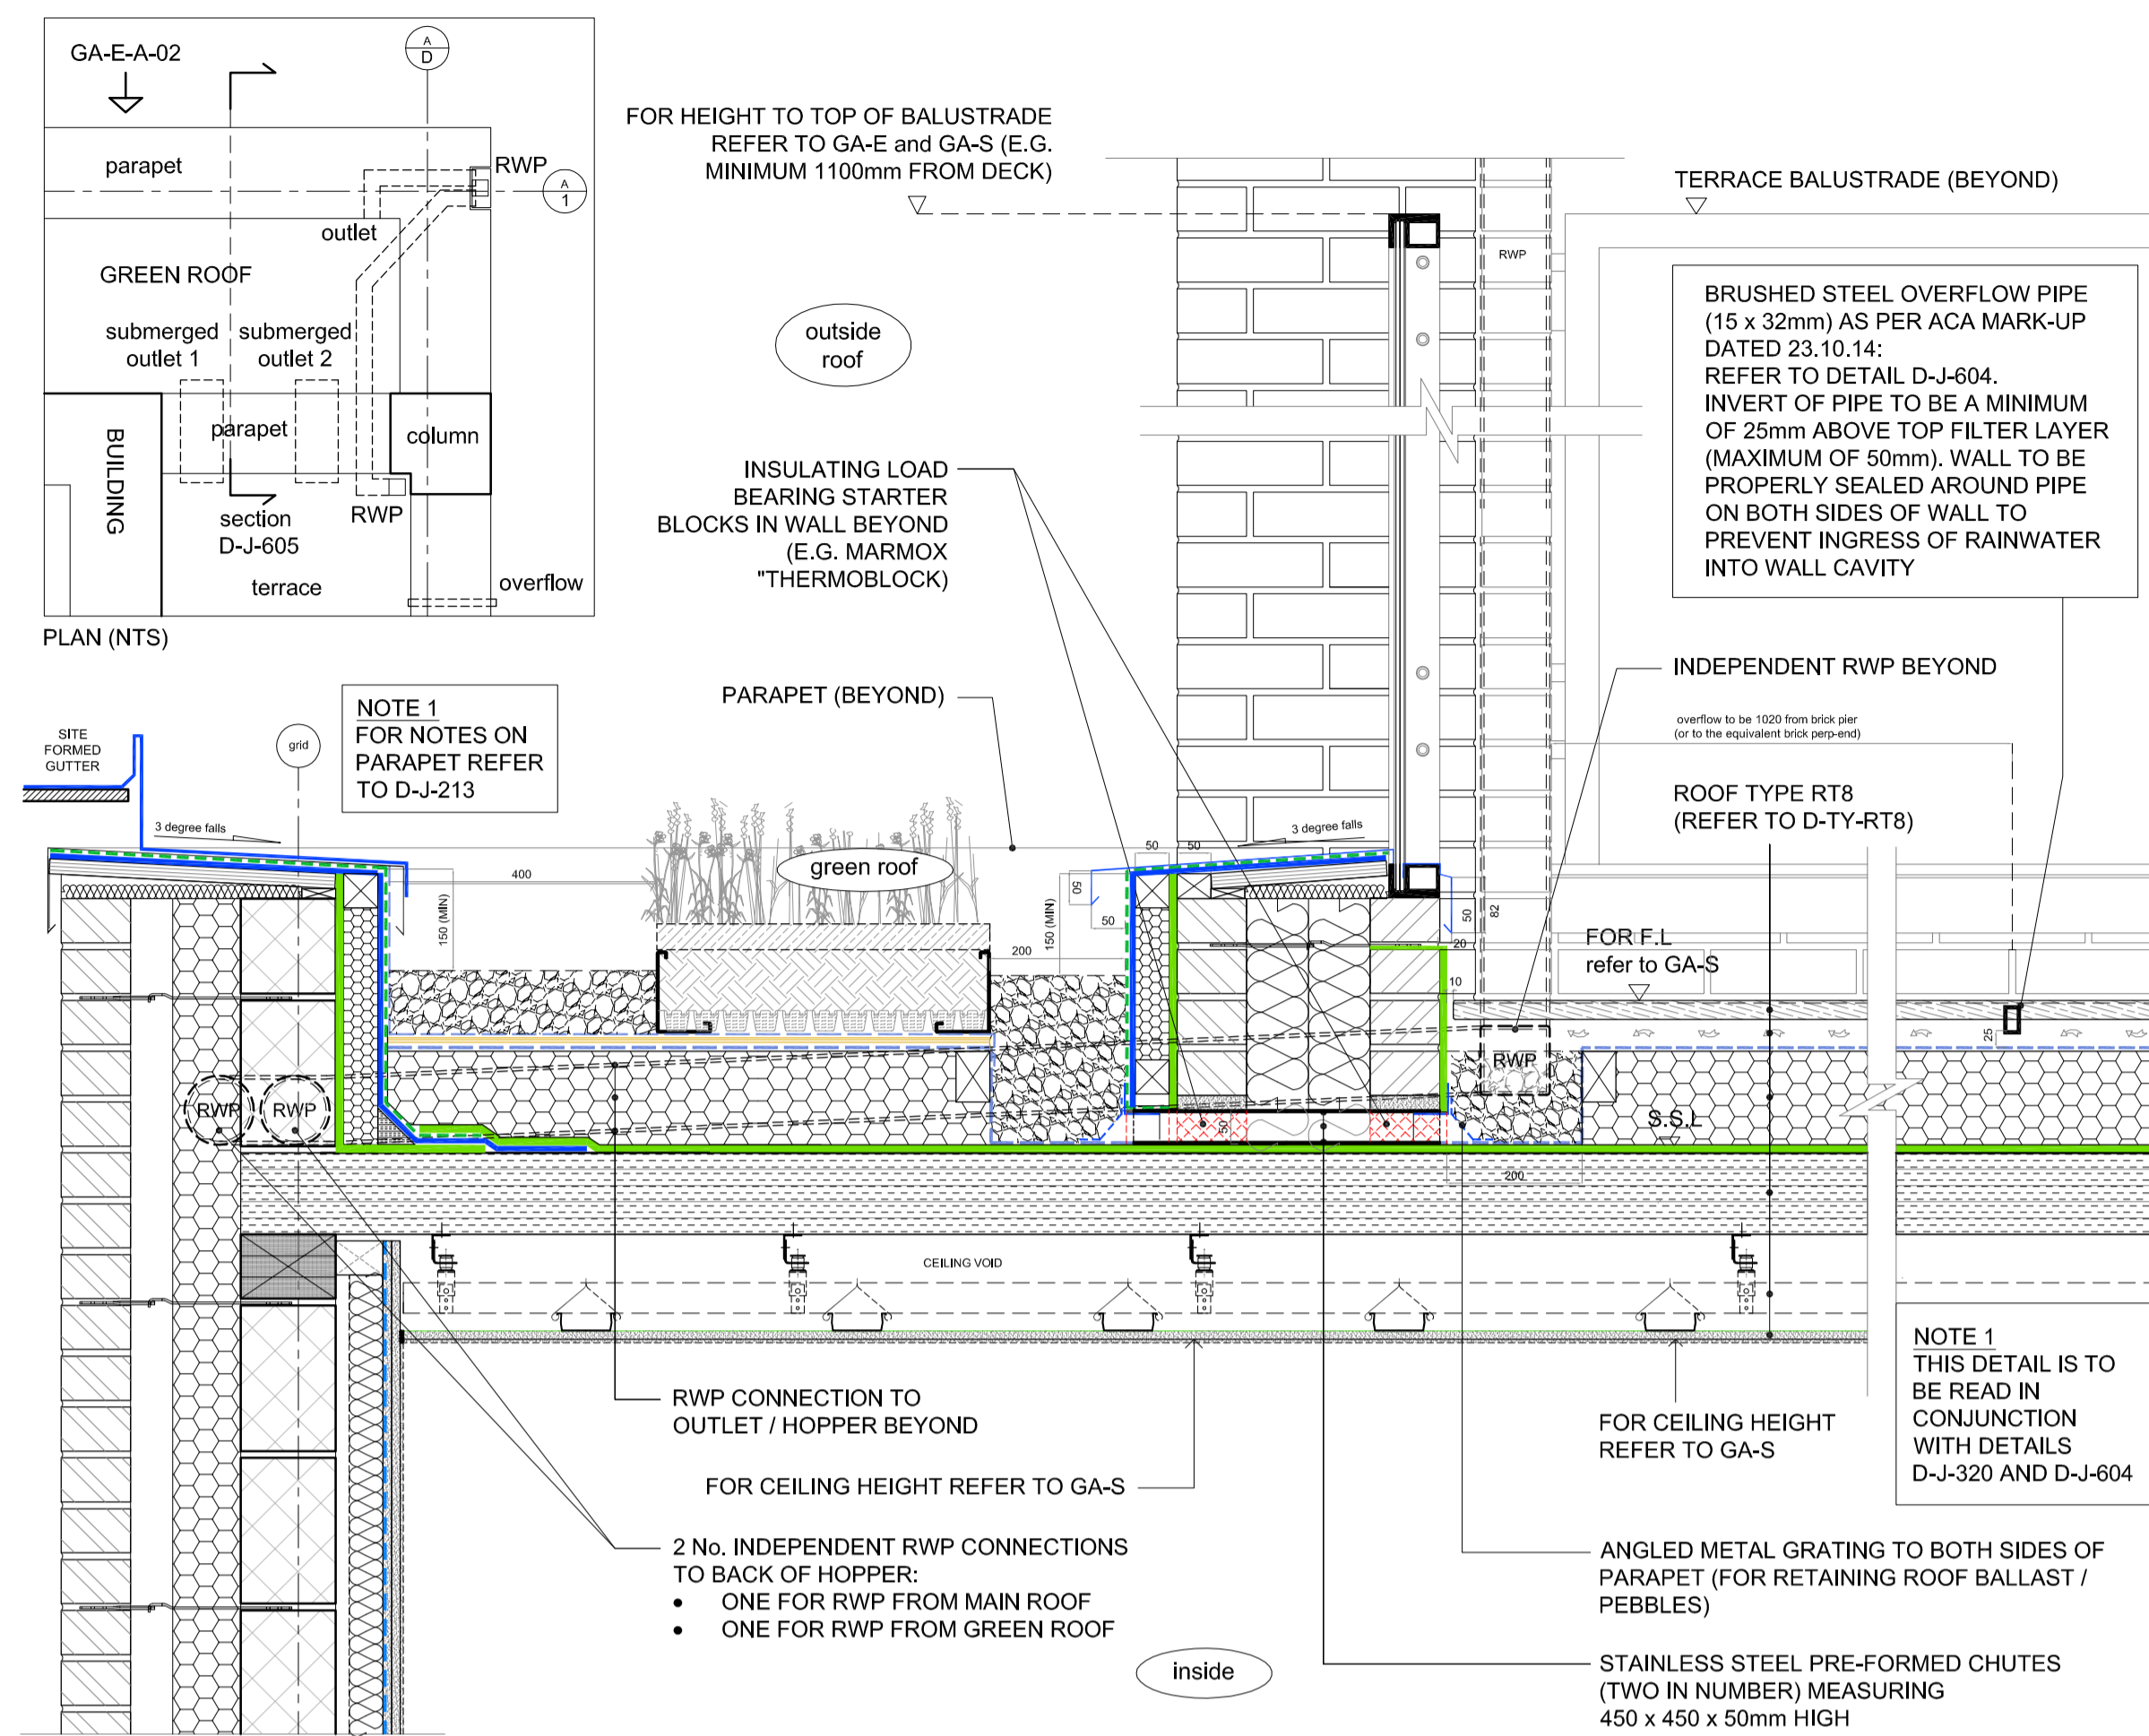 GA-E-A-02
A
D
parapet
RWP
A
1
outlet
GREEN ROOF
submerged
outlet 1
submerged
outlet 2
BUILDING
parapet
column
section
D-J-605
RWP
terrace
overflow
PLAN (NTS)
FOR HEIGHT TO TOP OF BALUSTRADE
REFER TO GA-E and GA-S (E.G.
MINIMUM 1100mm FROM DECK)
TERRACE BALUSTRADE (BEYOND)
RWP
outside
roof
BRUSHED STEEL OVERFLOW PIPE
(15 x 32mm) AS PER ACA MARK-UP
DATED 23.10.14:
REFER TO DETAIL D-J-604.
INVERT OF PIPE TO BE A MINIMUM
OF 25mm ABOVE TOP FILTER LAYER
(MAXIMUM OF 50mm). WALL TO BE
PROPERLY SEALED AROUND PIPE
ON BOTH SIDES OF WALL TO
PREVENT INGRESS OF RAINWATER
INTO WALL CAVITY
INSULATING LOAD
BEARING STARTER
BLOCKS IN WALL BEYOND
(E.G. MARMOX
"THERMOBLOCK)
INDEPENDENT RWP BEYOND
PARAPET (BEYOND)
overflow to be 1020 from brick pier
(or to the equivalent brick perp-end)
NOTE 1
FOR NOTES ON
PARAPET REFER
TO D-J-213
SITE
FORMED
GUTTER
grid
ROOF TYPE RT8
(REFER TO D-TY-RT8)
3 degree falls
3 degree falls
green roof
400
150 (MIN)
200
150 (MIN)
50
50
50
50
50
82
20
10
FOR F.L
refer to GA-S
25
RWP
RWP
RWP
50
S.S.L
200
CEILING VOID
RWP CONNECTION TO
OUTLET / HOPPER BEYOND
FOR CEILING HEIGHT REFER TO GA-S
FOR CEILING HEIGHT
REFER TO GA-S
NOTE 1
THIS DETAIL IS TO
BE READ IN
CONJUNCTION
WITH DETAILS
D-J-320 AND D-J-604
2 No. INDEPENDENT RWP CONNECTIONS
TO BACK OF HOPPER:
• ONE FOR RWP FROM MAIN ROOF
• ONE FOR RWP FROM GREEN ROOF
ANGLED METAL GRATING TO BOTH SIDES OF
PARAPET (FOR RETAINING ROOF BALLAST /
PEBBLES)
inside
STAINLESS STEEL PRE-FORMED CHUTES
(TWO IN NUMBER) MEASURING
450 x 450 x 50mm HIGH